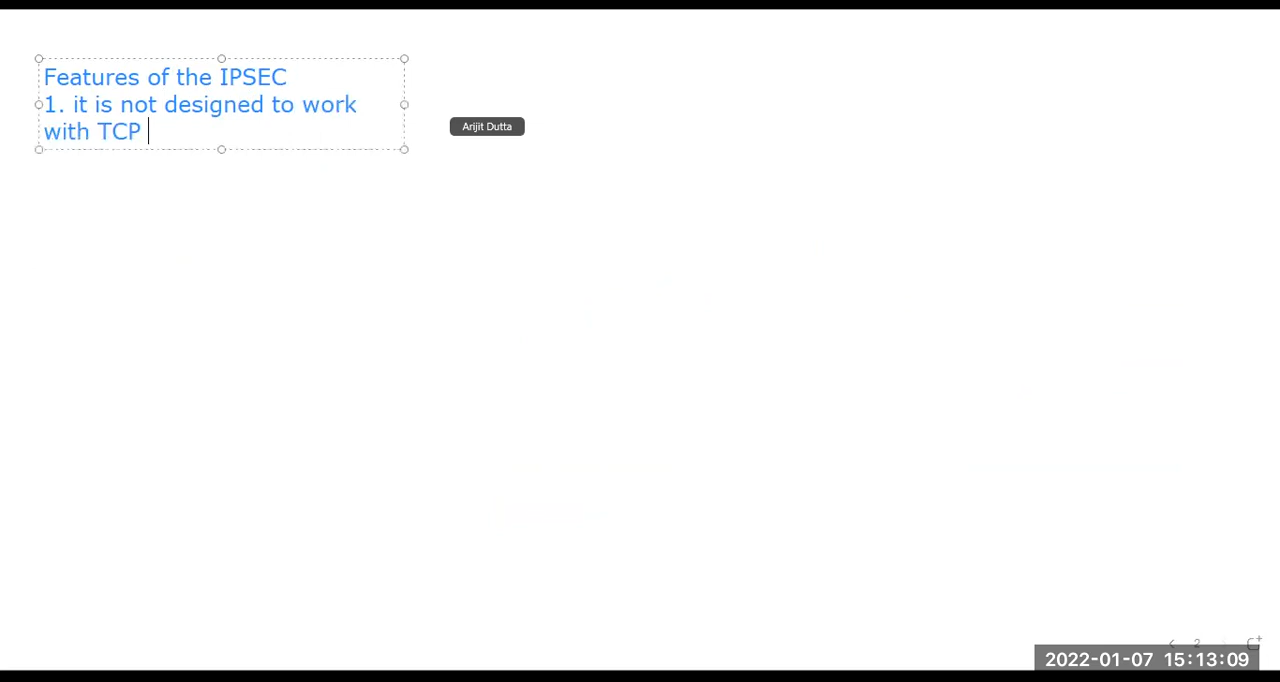 Features of the IPSEC
1. it is not designed to work
with TCP
Arijit Dutta
2
2022-01-07 15:13:09